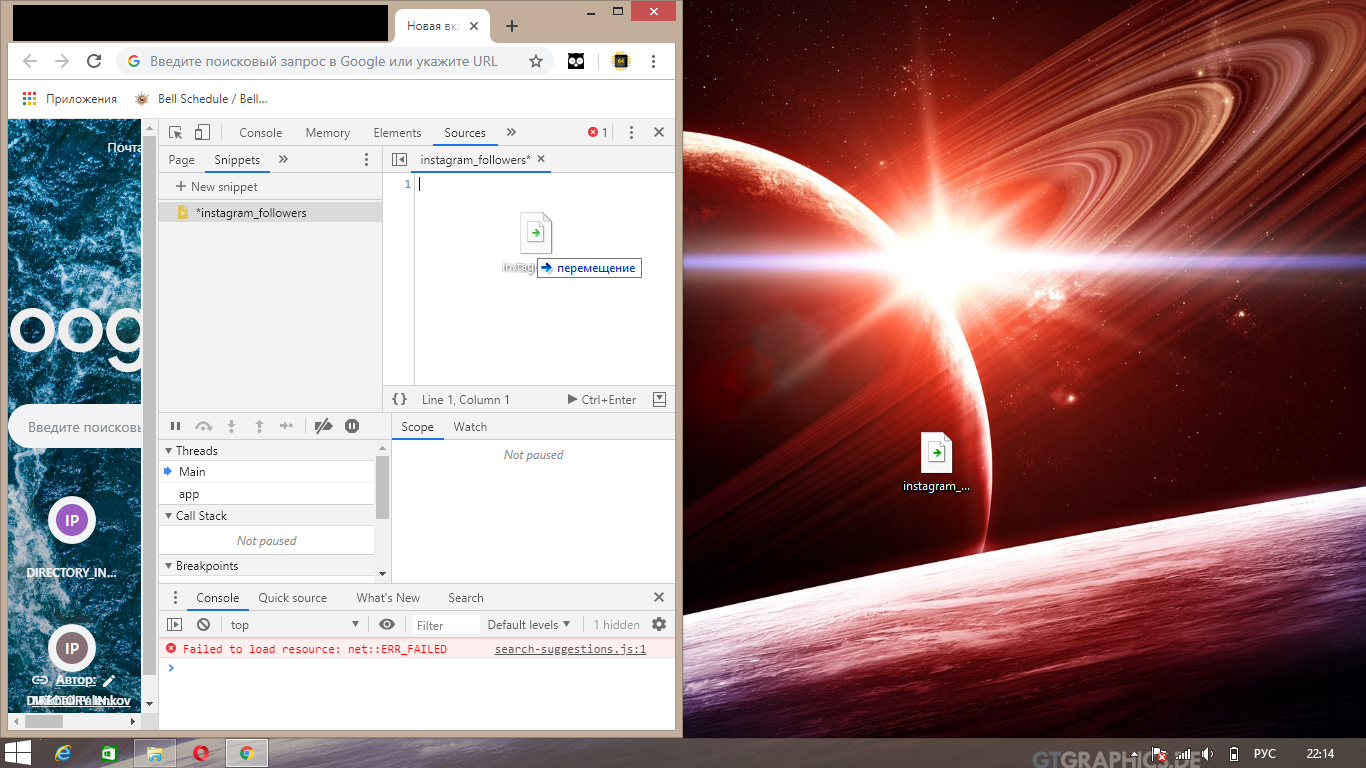 Новая вкл
Введите поисковый запрос в Google или укажите URL
64
Приложения
Bell Schedule / Bell...
Почта
oog
Введите поисковы
IP
DIRECTORY_IN...
IP
Автор:
Console
Memory
Elements
Sources
1
Page
Snippets
instagram_followers*
New snippet
*instagram_followers
1
перемещение
{ }
Line 1, Column 1
Ctrl+Enter
Threads
Main
app
Call Stack
Not paused
Breakpoints
Scope
Watch
Not paused
Console
Quick source
What's New
Search
top
Filter
Default levels
1 hidden
Failed to load resource: net::ERR_FAILED
search-suggestions.js:1
instagram_...
GTGRAPHICS.DE
РУС
22:14